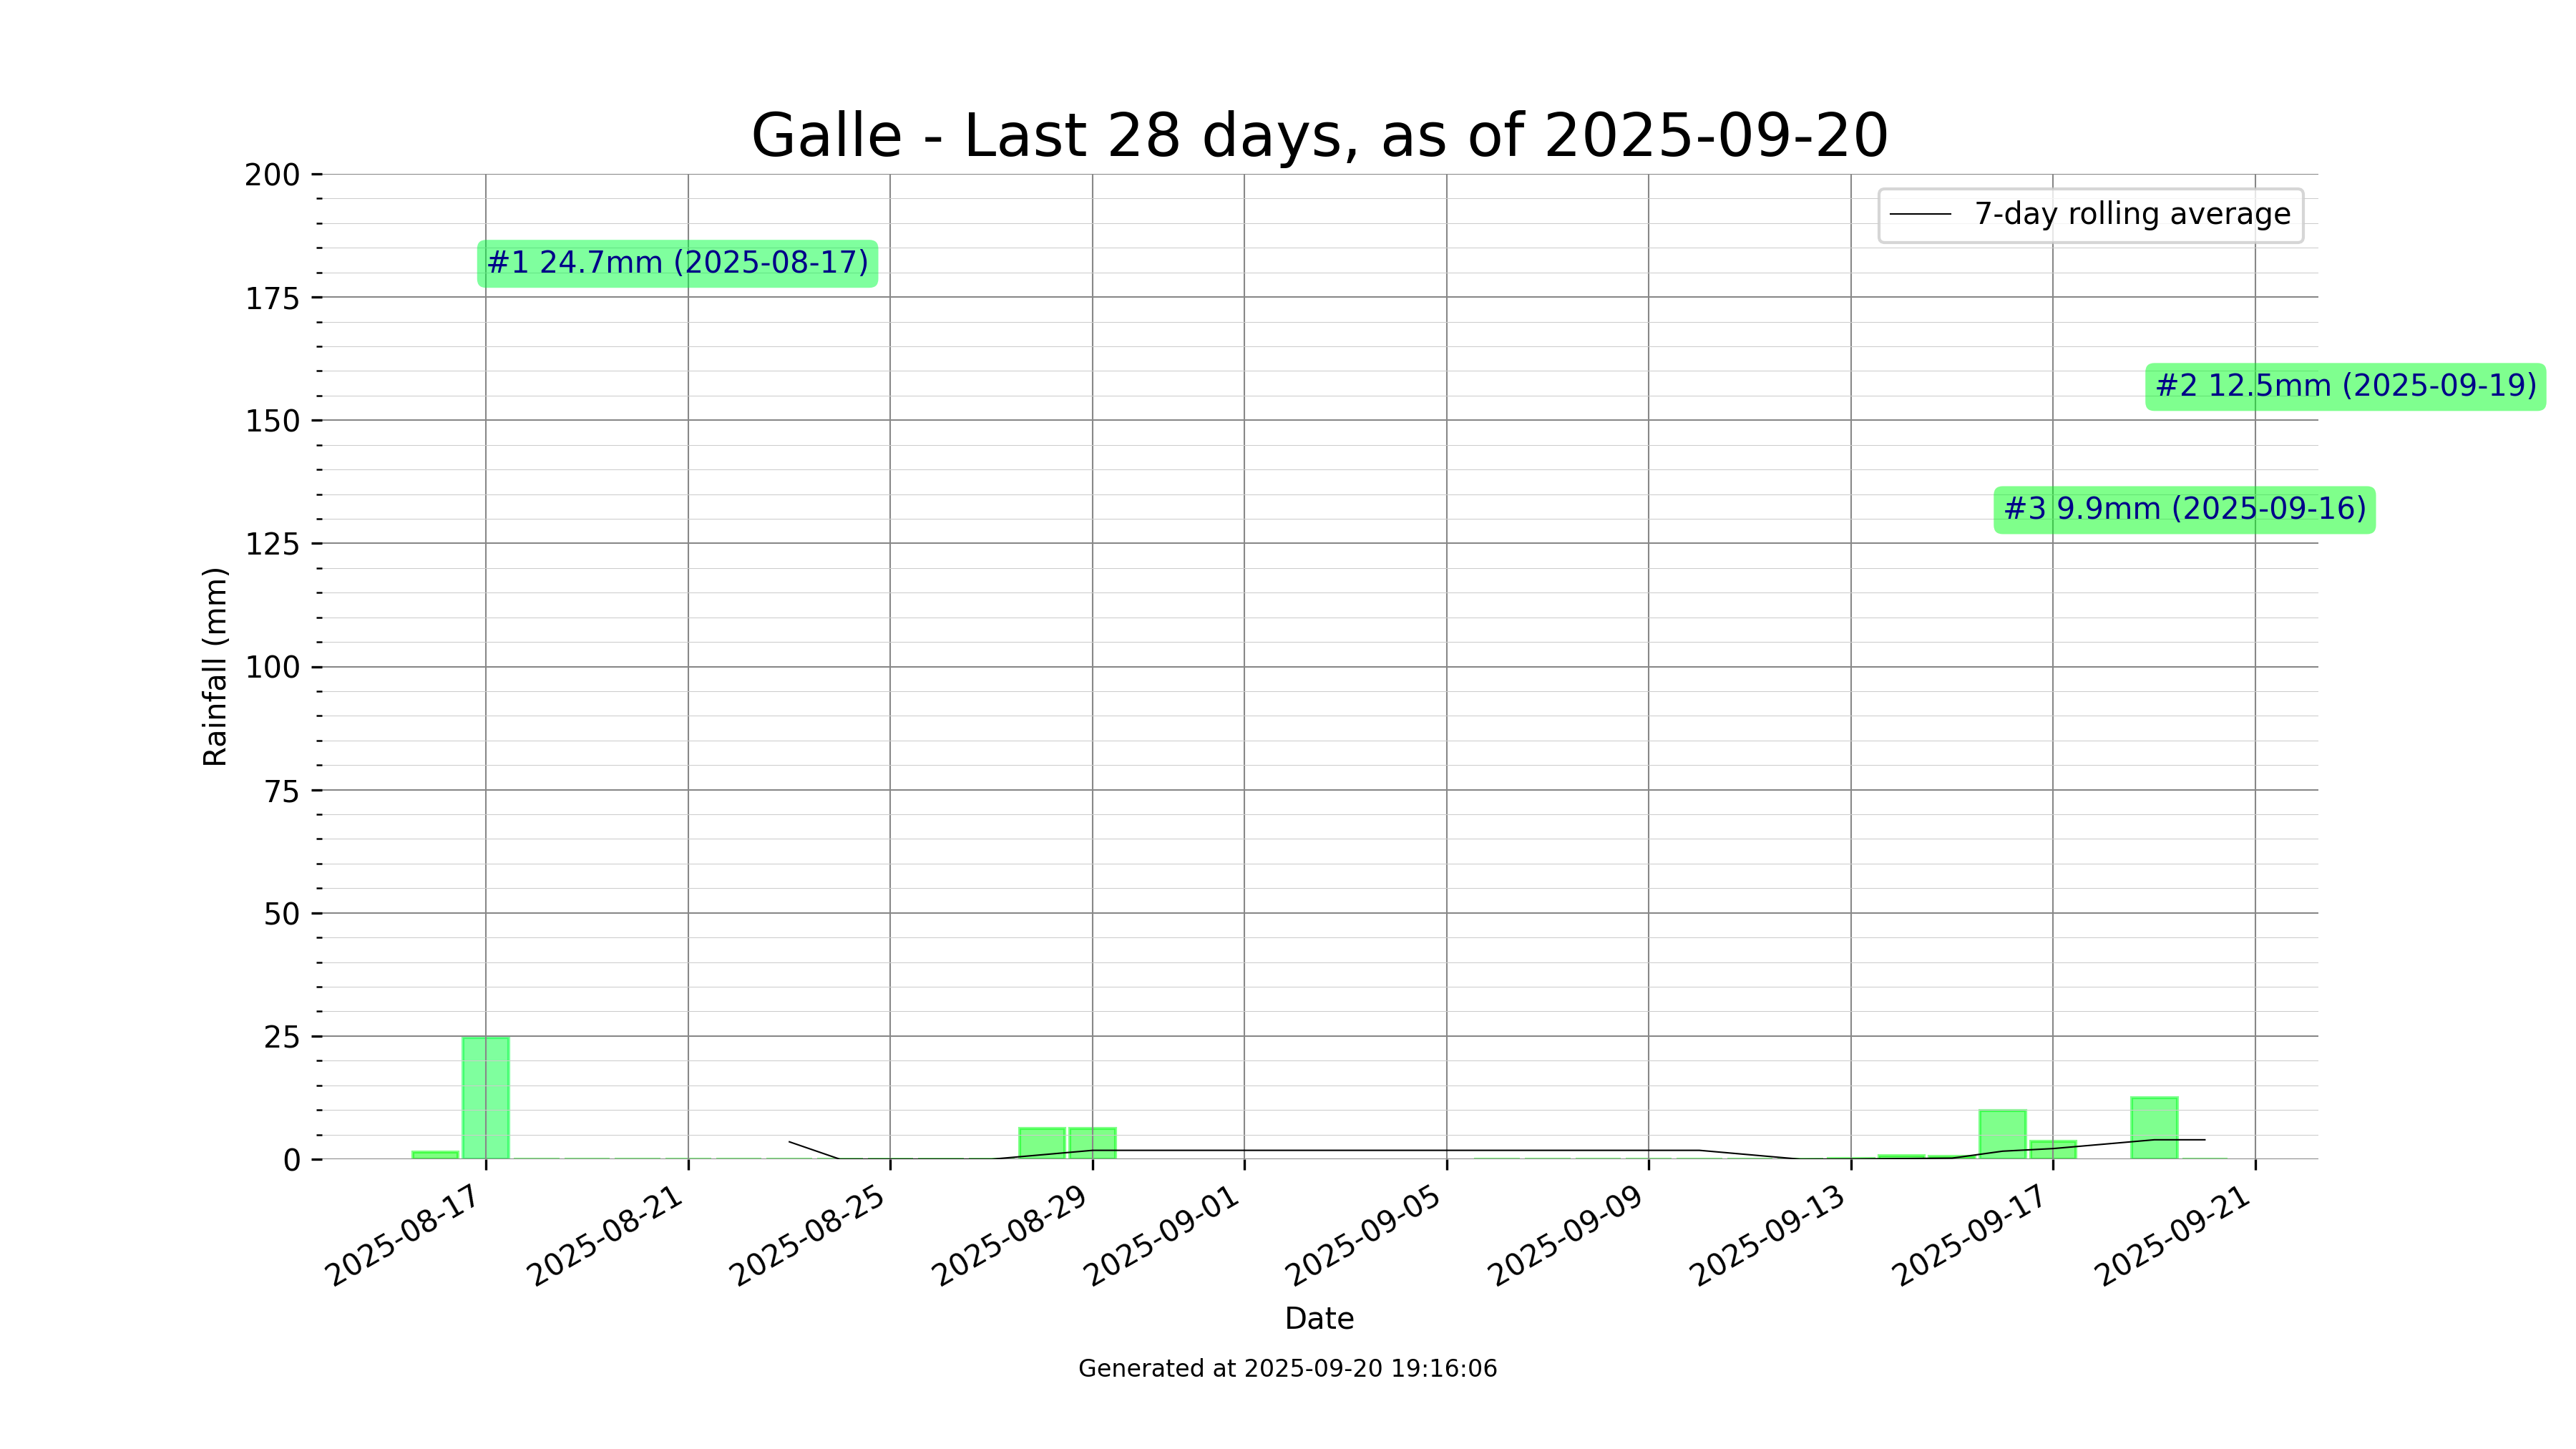 Galle - Last 28 days, as of 2025-09-20
7-day rolling average
#1 24.7mm (2025-08-17)
#2 12.5mm (2025-09-19)
#3 9.9mm (2025-09-16)
Rainfall (mm)
200
175
150
125
100
75
50
25
0
2025-08-17
2025-08-21
2025-08-25
2025-08-29
2025-09-01
2025-09-05
2025-09-09
2025-09-13
2025-09-17
2025-09-21
Date
Generated at 2025-09-20 19:16:06